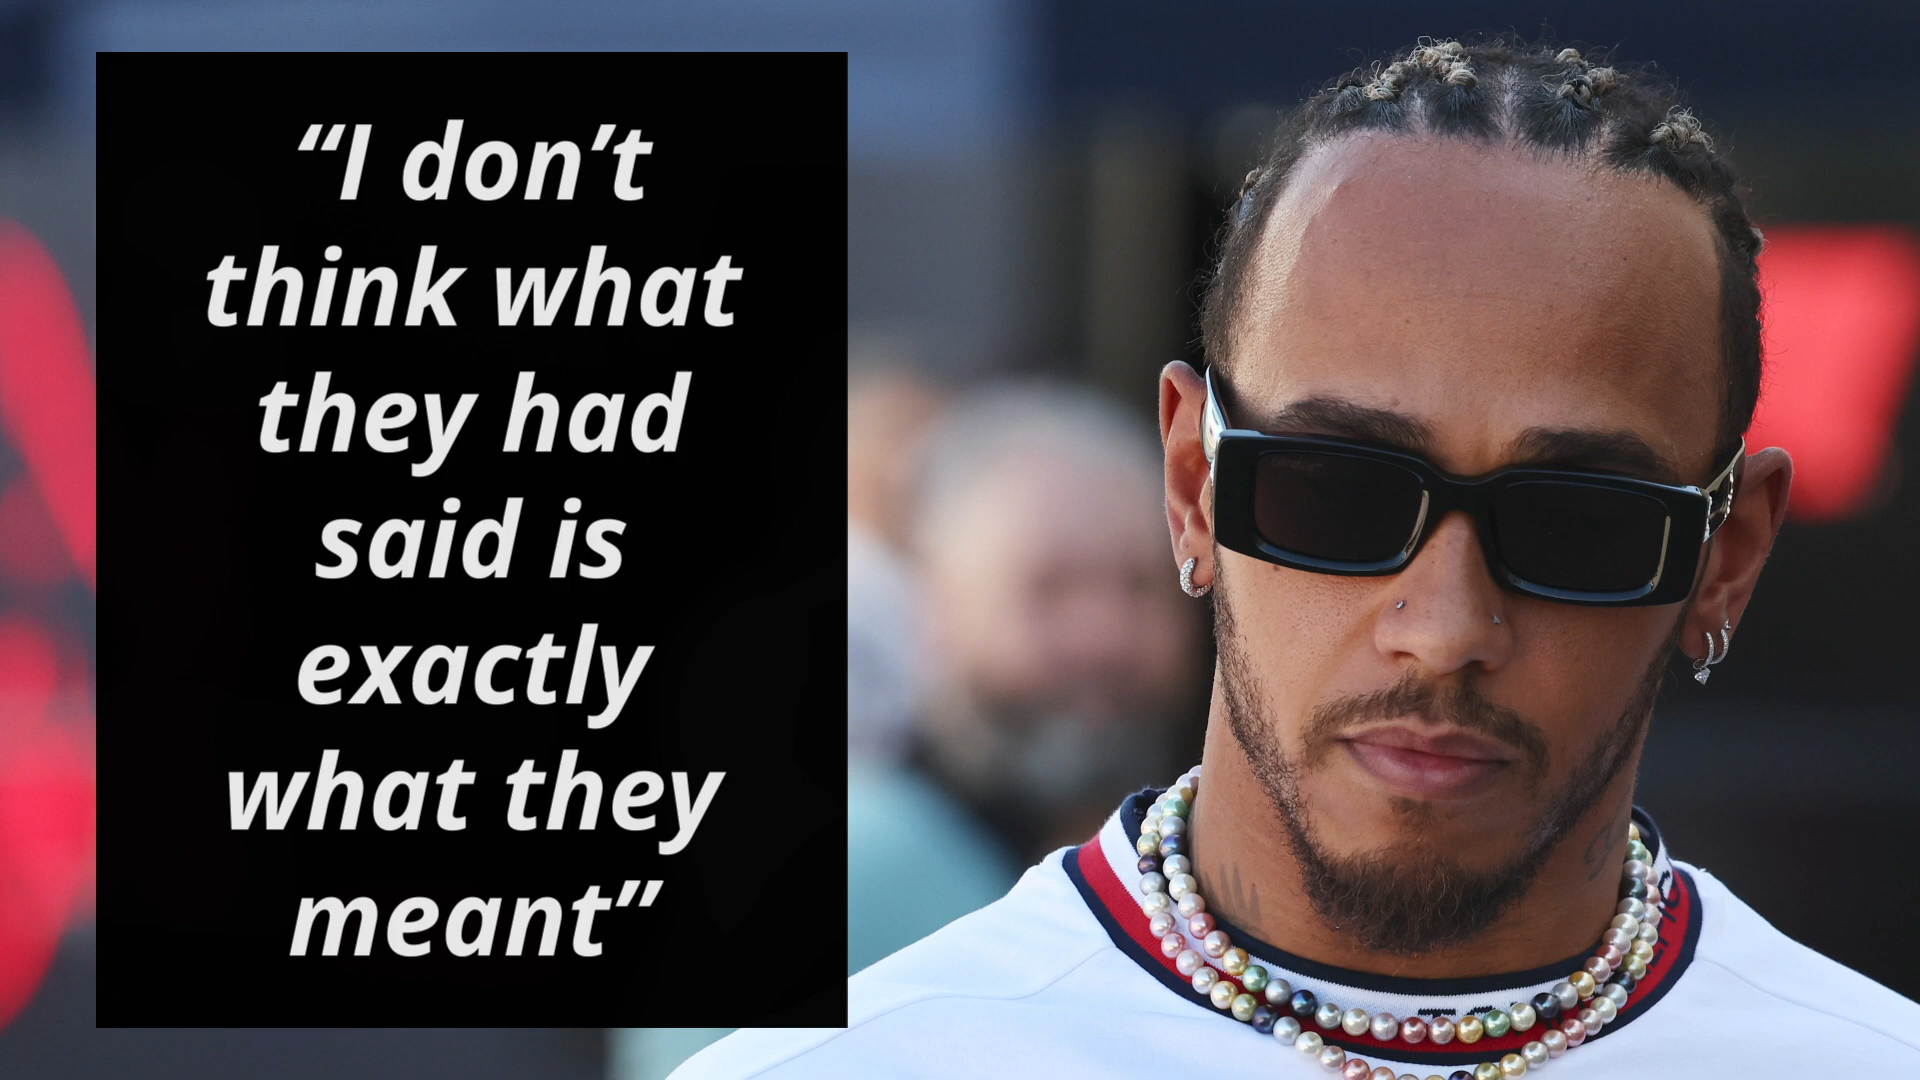 “I don’t
think what
they had
said is
exactly
what they
meant”